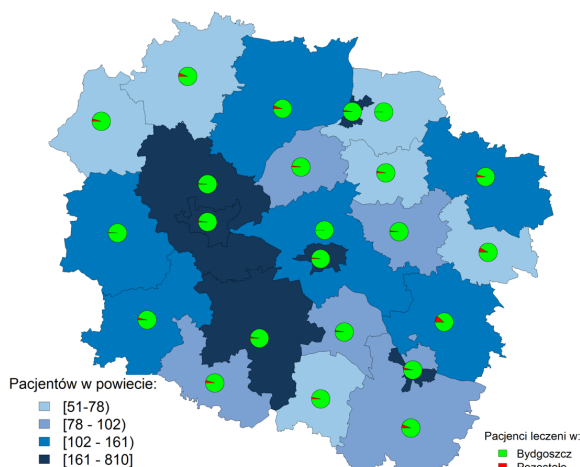 Pacjentów w powiecie:
[51-78)
[78 - 102)
[102 - 161)
[161 - 810]
Pacjenci leczeni w:
Bydgoszcz